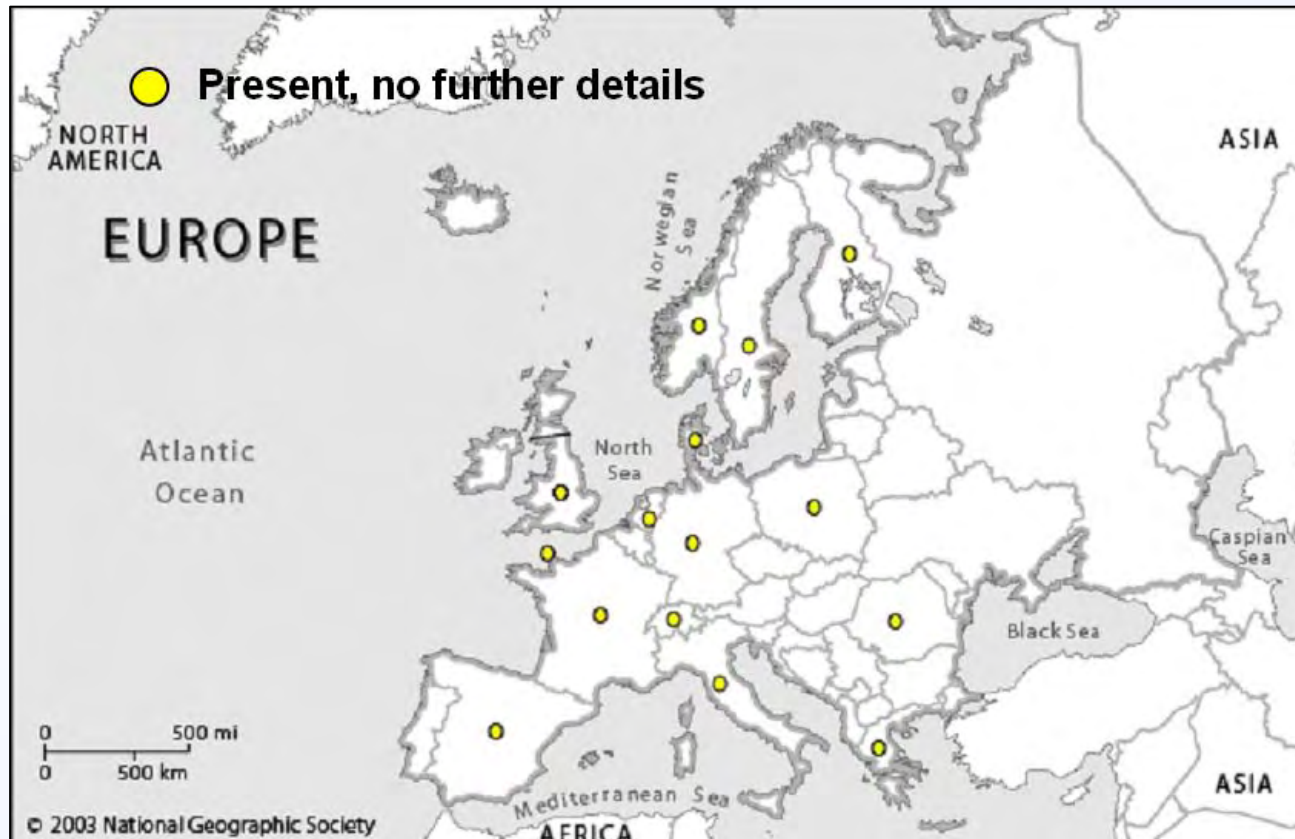 Present, no further details
NORTH
AMERICA
ASIA
EUROPE
Norwegian
Sea
Atlantic
Ocean
North
Sea
Caspian
Sea
Black Sea
0 500 mi
0 500 km
Mediterranean Sea
ASIA
AFRICA
© 2003 National Geographic Society